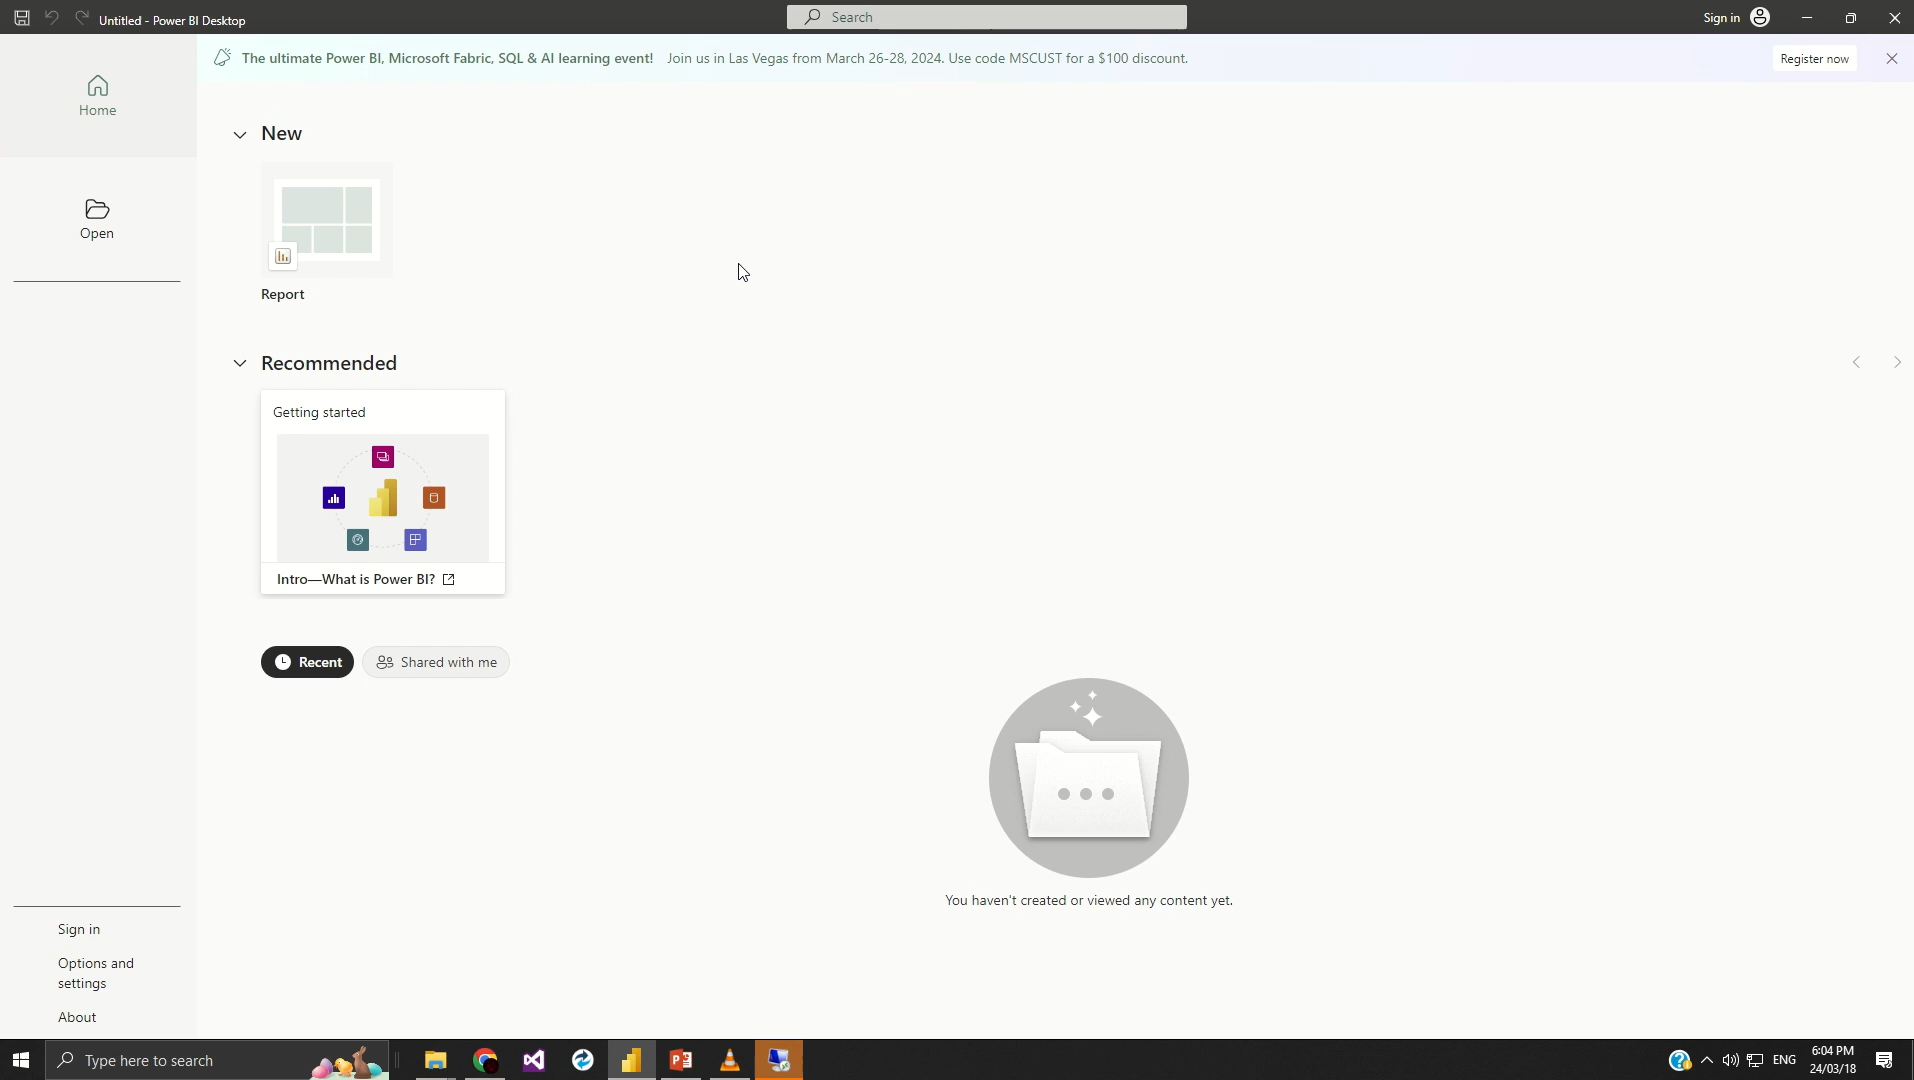 Untitled - Power BI Desktop
Search
Sign in
The ultimate Power BI, Microsoft Fabric, SQL & AI learning event! Join us in Las Vegas from March 26-28, 2024. Use code MSCUST for a $100 discount.
Register now
Home
Open
New
Report
Recommended
Getting started
Intro—What is Power BI?
Recent
Shared with me
You haven't created or viewed any content yet.
Sign in
Options and
settings
About
Type here to search
ENG
6:04 PM
24/03/18